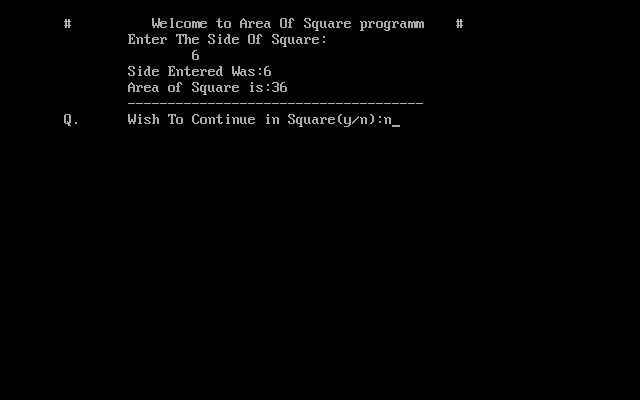 # Welcome to Area Of Square programm #
Enter The Side Of Square:
6
Side Entered Was:6
Area of Square is:36
-------------------------------------
Q. Wish To Continue in Square(y/n):n_